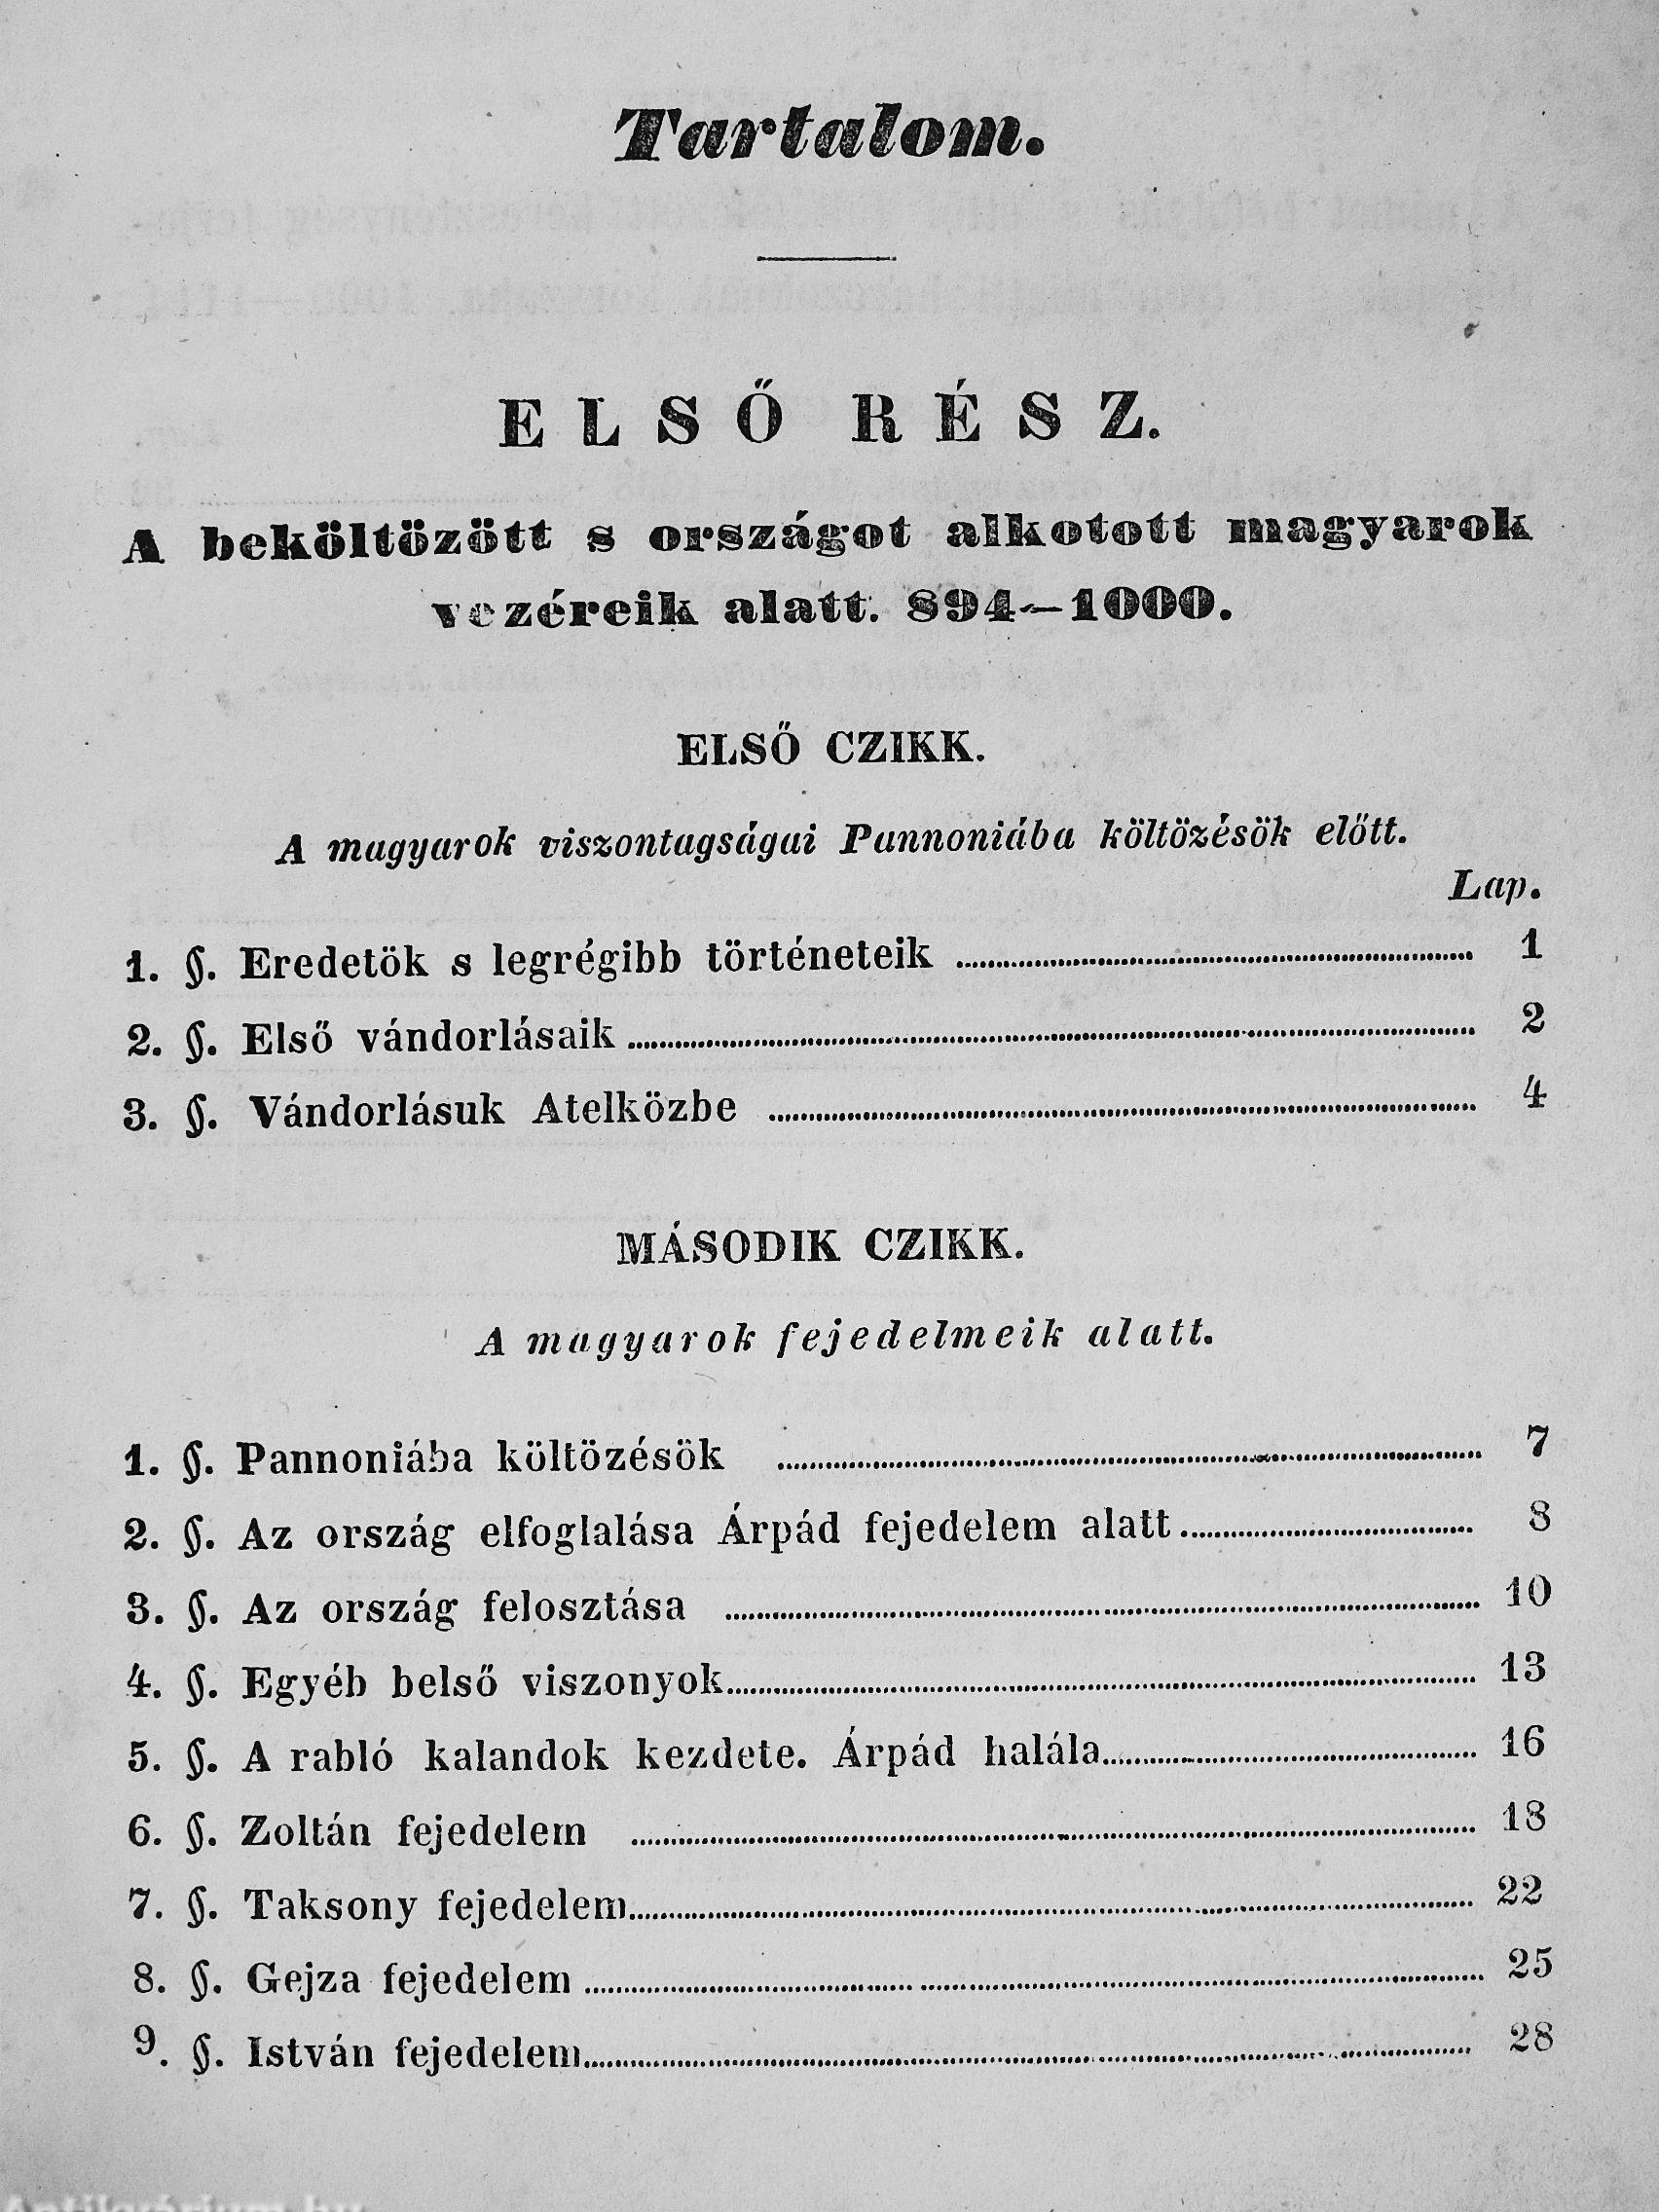 Tartalom.
ELSŐ RÉSZ.
A beköltözött s országot alkotott magyarok
vezéreik alatt. 894—1000.
ELSŐ CZIKK.
A magyarok viszontagságai Pannoniába költözésök előtt.
Lap.
1. §. Eredetök s legrégibb történeteik ........ 1
2. §. Első vándorlásaik ........ 2
3. §. Vándorlásuk Atelközbe ........ 4
MÁSODIK CZIKK.
A magyarok fejedelmeik alatt.
1. §. Pannoniába költözésök ........ 7
2. §. Az ország elfoglalása Árpád fejedelem alatt ........ 8
3. §. Az ország felosztása ........ 10
4. §. Egyéb belső viszonyok ........ 13
5. §. A rabló kalandok kezdete. Árpád halála ........ 16
6. §. Zoltán fejedelem ........ 18
7. §. Taksony fejedelem ........ 22
8. §. Gejza fejedelem ........ 25
9. §. István fejedelem ........ 28